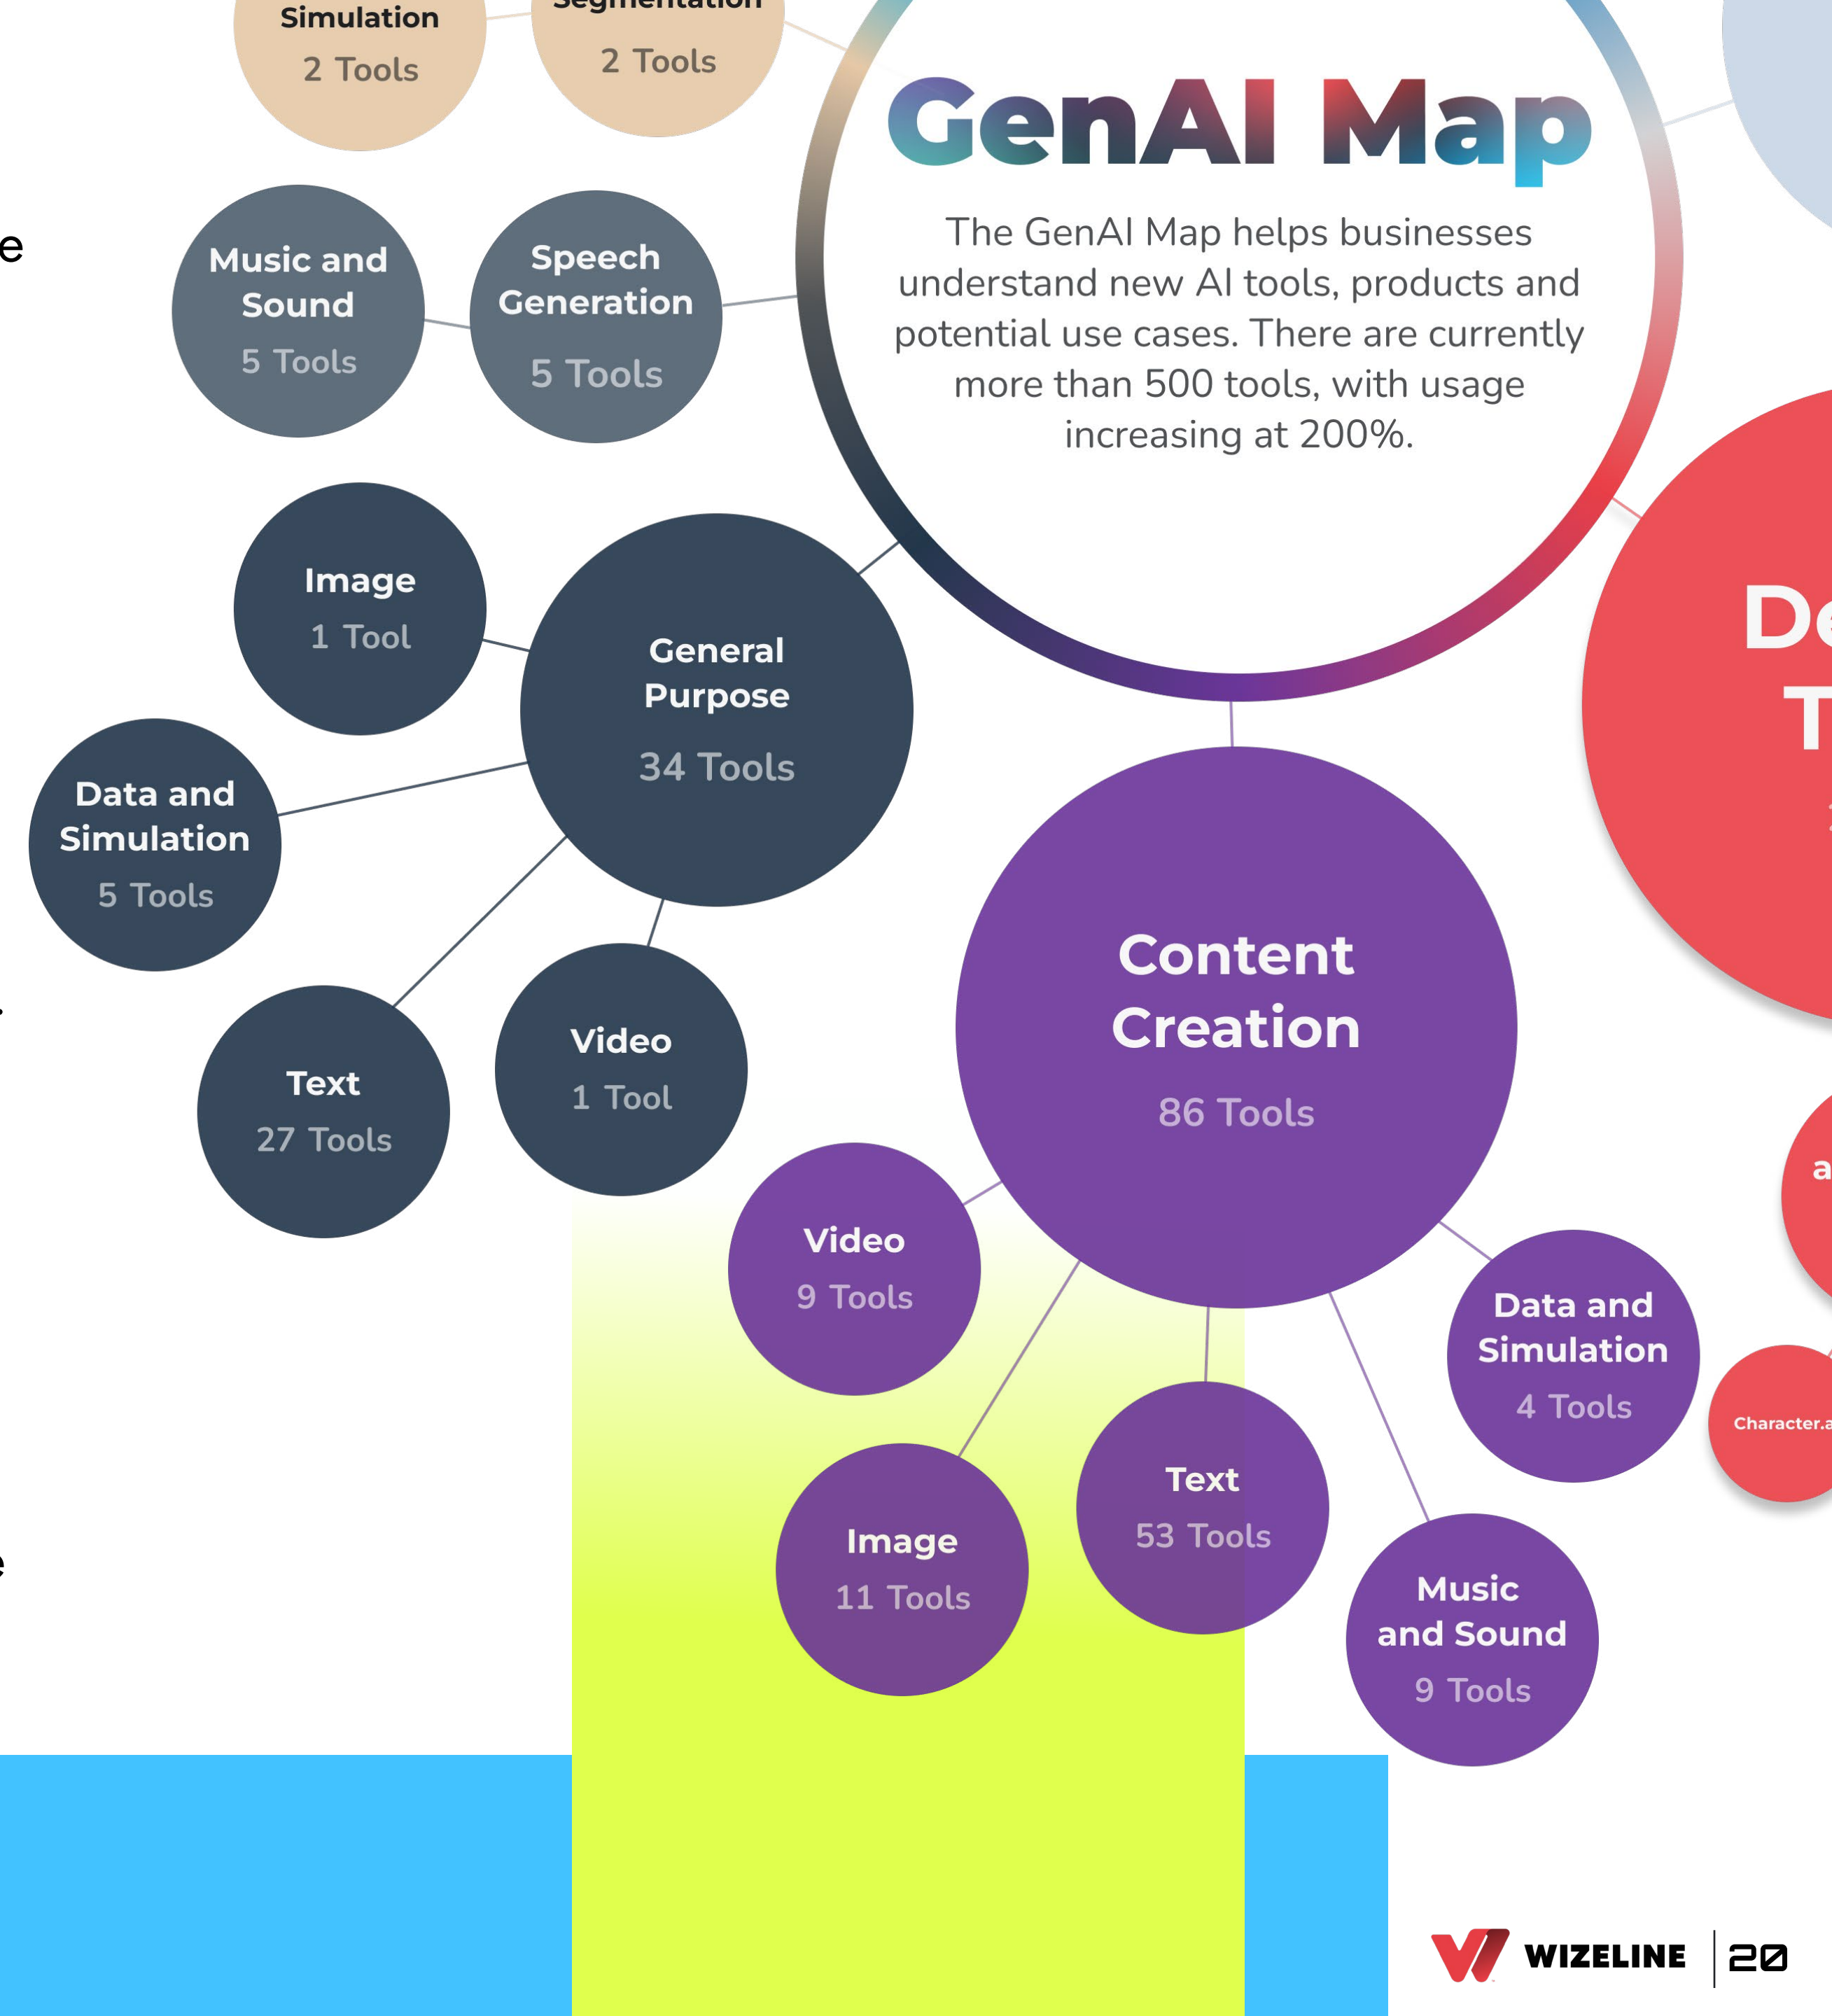 Simulation
2 Tools
Segmentation
2 Tools
GenAI Map
The GenAI Map helps businesses
understand new AI tools, products and
potential use cases. There are currently
more than 500 tools, with usage
increasing at 200%.
Music and
Sound
5 Tools
Speech
Generation
5 Tools
Image
1 Tool
General
Purpose
34 Tools
Data and
Simulation
5 Tools
Text
27 Tools
Video
1 Tool
Content
Creation
86 Tools
Video
9 Tools
Image
11 Tools
Text
53 Tools
Data and
Simulation
4 Tools
Music
and Sound
9 Tools
WIZELINE | 20